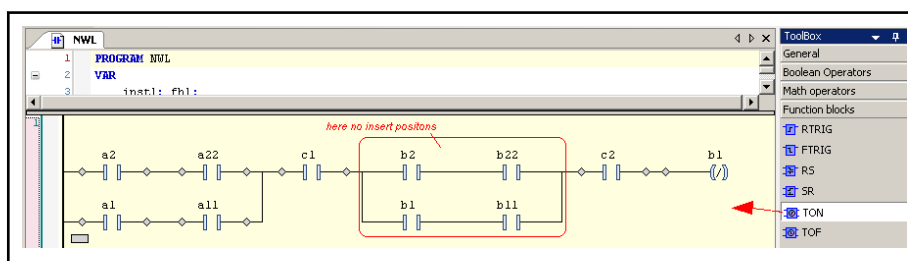 NWL
ToolBox
1 PROGRAM NWL
2 VAR
3 inst1: fb1;
General
Boolean Operators
Math operators
Function blocks
RTRIG
FTRIG
RS
SR
TON
TOF
1
here no insert positons
a2 a22 c1 b2 b22 c2 b1
a1 a11 b1 b11